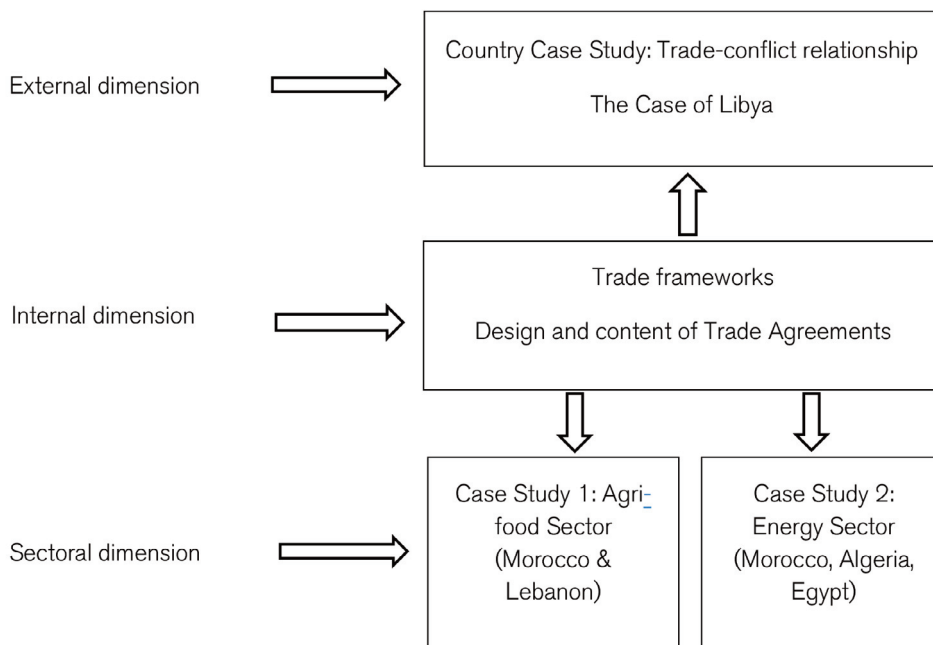 External dimension
Country Case Study: Trade-conflict relationship
The Case of Libya
Internal dimension
Trade frameworks
Design and content of Trade Agreements
Sectoral dimension
Case Study 1: Agri-
food Sector
(Morocco &
Lebanon)
Case Study 2:
Energy Sector
(Morocco, Algeria,
Egypt)